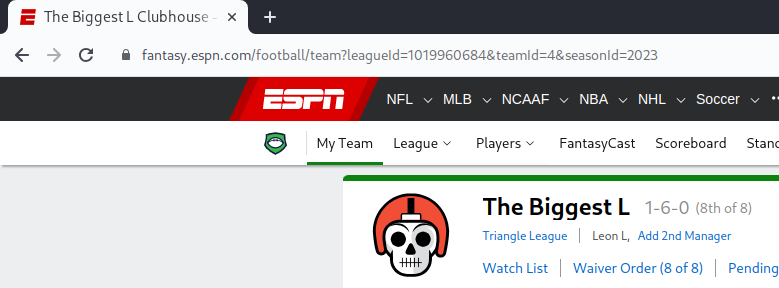 The Biggest L Clubhouse -
fantasy.espn.com/football/team?leagueId=1019960684&teamId=4&seasonId=2023
ESPN NFL MLB NCAAF NBA NHL Soccer
My Team League Players FantasyCast Scoreboard Stand
The Biggest L 1-6-0 (8th of 8)
Triangle League Leon L, Add 2nd Manager
Watch List Waiver Order (8 of 8) Pending